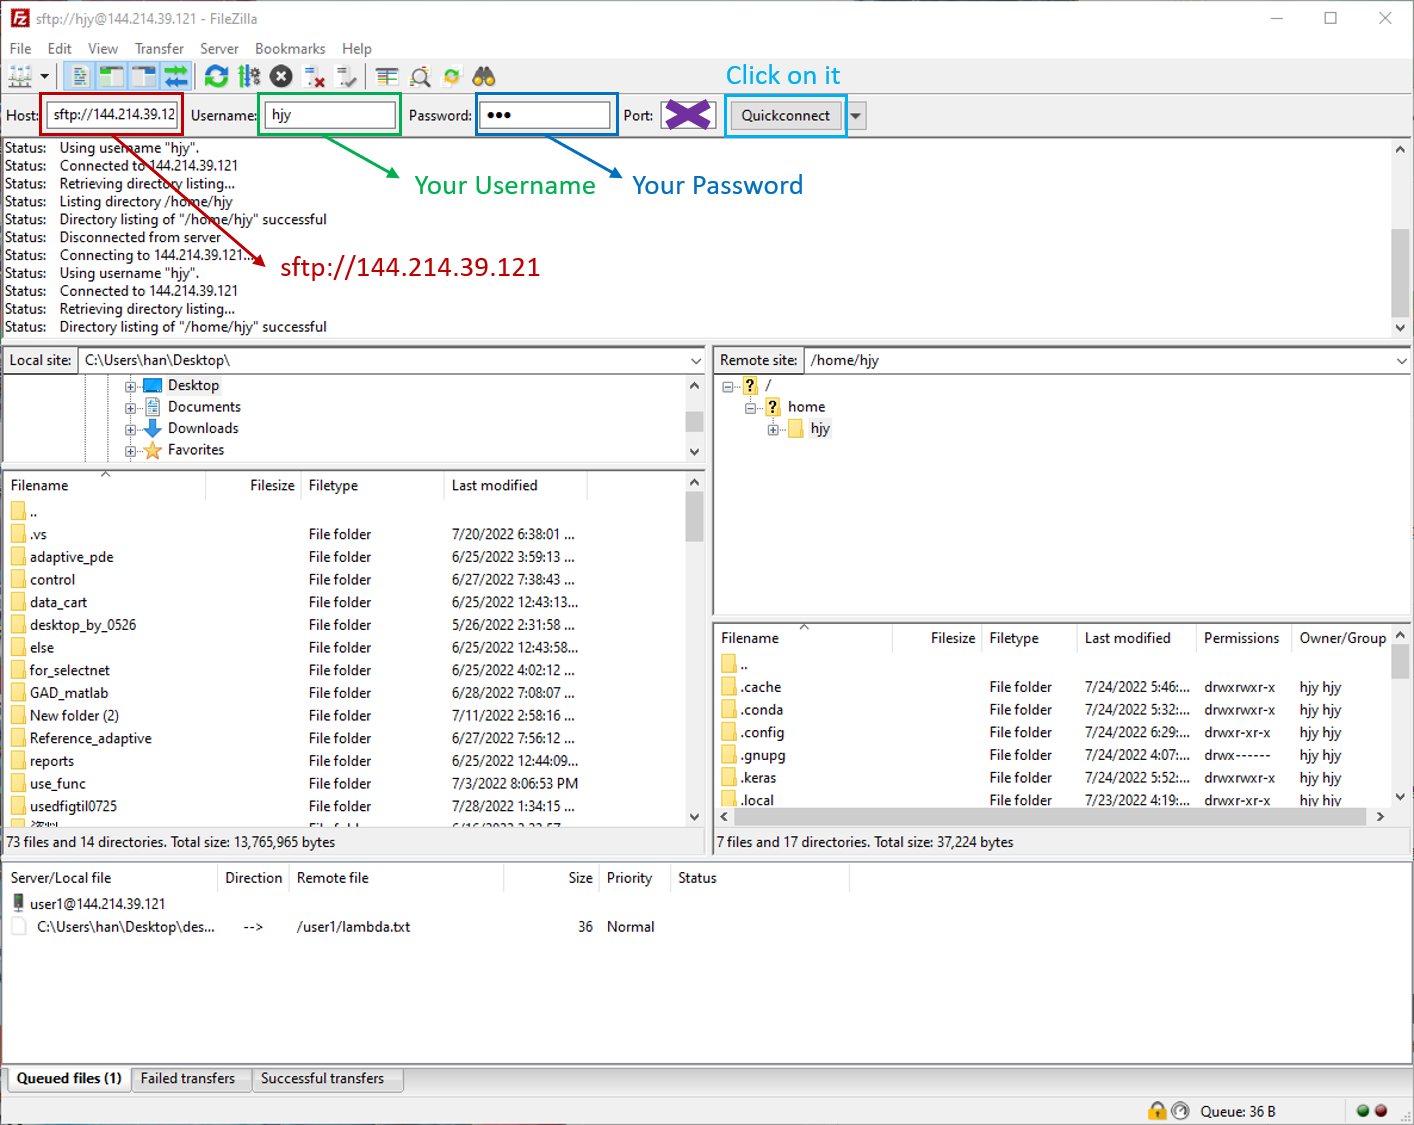 sftp://hjy@144.214.39.121 - FileZilla
File Edit View Transfer Server Bookmarks Help
Click on it
Host: sftp://144.214.39.12 Username: hjy Password: ●●● Port: Quickconnect
Your Username
Your Password
sftp://144.214.39.121
Status: Using username "hjy".
Status: Connected to 144.214.39.121
Status: Retrieving directory listing...
Status: Listing directory /home/hjy
Status: Directory listing of "/home/hjy" successful
Status: Disconnected from server
Status: Connecting to 144.214.39.121...
Status: Using username "hjy".
Status: Connected to 144.214.39.121
Status: Retrieving directory listing...
Status: Directory listing of "/home/hjy" successful
Local site: C:\Users\han\Desktop\
Desktop
Documents
Downloads
Favorites
Filename Filesize Filetype Last modified
..
.vs File folder 7/20/2022 6:38:01 ...
adaptive_pde File folder 6/25/2022 3:59:13 ...
control File folder 6/27/2022 7:38:43 ...
data_cart File folder 6/25/2022 12:43:13...
desktop_by_0526 File folder 5/26/2022 2:31:58 ...
else File folder 6/25/2022 12:43:58...
for_selectnet File folder 6/25/2022 4:02:12 ...
GAD_matlab File folder 6/28/2022 7:08:07 ...
New folder (2) File folder 7/11/2022 2:58:16 ...
Reference_adaptive File folder 6/27/2022 7:56:12 ...
reports File folder 6/25/2022 12:44:09...
use_func File folder 7/3/2022 8:06:53 PM
usedfigtil0725 File folder 7/28/2022 1:34:15 ...
73 files and 14 directories. Total size: 13,765,965 bytes
Remote site: /home/hjy
/
home
hjy
Filename Filesize Filetype Last modified Permissions Owner/Group
..
.cache File folder 7/24/2022 5:46:... drwxrwxr-x hjy hjy
.conda File folder 7/24/2022 5:32:... drwxrwxr-x hjy hjy
.config File folder 7/24/2022 6:29:... drwxr-xr-x hjy hjy
.gnupg File folder 7/24/2022 4:07:... drwx------ hjy hjy
.keras File folder 7/24/2022 5:52:... drwxrwxr-x hjy hjy
.local File folder 7/23/2022 4:19:... drwxr-xr-x hjy hjy
7 files and 17 directories. Total size: 37,224 bytes
Server/Local file Direction Remote file Size Priority Status
user1@144.214.39.121
C:\Users\han\Desktop\des... --> /user1/lambda.txt 36 Normal
Queued files (1) Failed transfers Successful transfers
Queue: 36 B